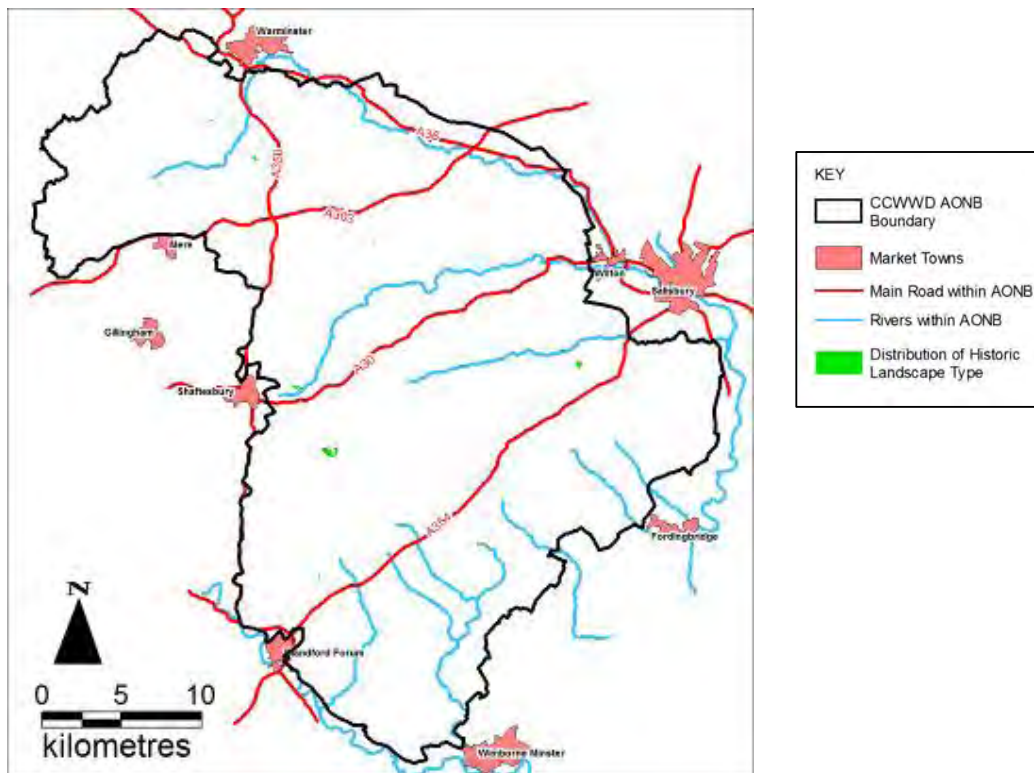 Warminster
A36
A350
A303
Mere
Wilton
Salisbury
Gillingham
A30
Shaftesbury
A354
Fordingbridge
N
Blandford Forum
0 5 10
kilometres
Wimborne Minster
KEY
CCWWD AONB
Boundary
Market Towns
Main Road within AONB
Rivers within AONB
Distribution of Historic
Landscape Type